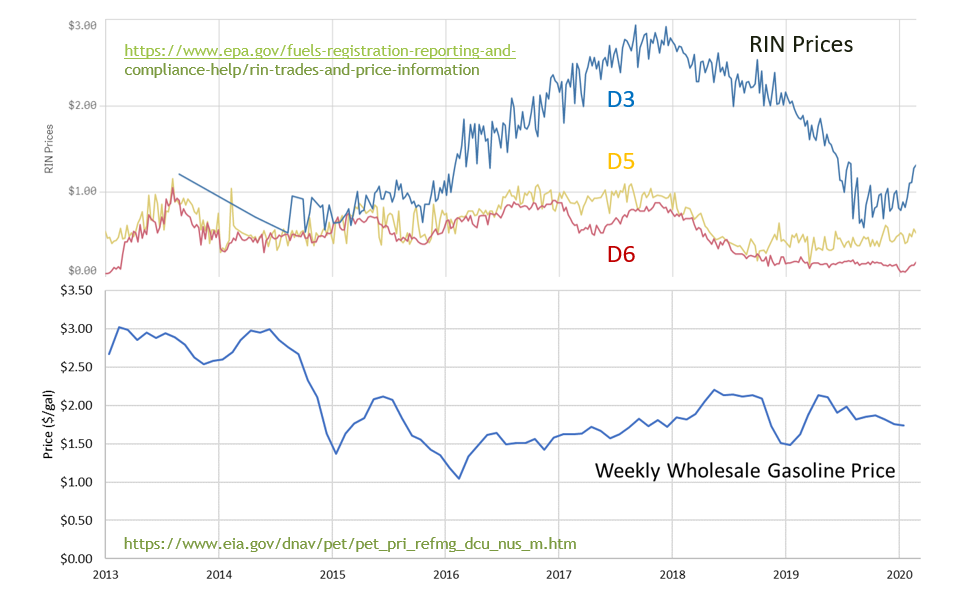 $3.00
RIN Prices
https://www.epa.gov/fuels-registration-reporting-and-
compliance-help/rin-trades-and-price-information
D3
$2.00
RIN Prices
D5
$1.00
D6
$0.00
$3.50
$3.00
$2.50
$2.00
Price ($/gal)
$1.50
Weekly Wholesale Gasoline Price
$1.00
$0.50
https://www.eia.gov/dnav/pet/pet_pri_refmg_dcu_nus_m.htm
$0.00
2013 2014 2015 2016 2017 2018 2019 2020